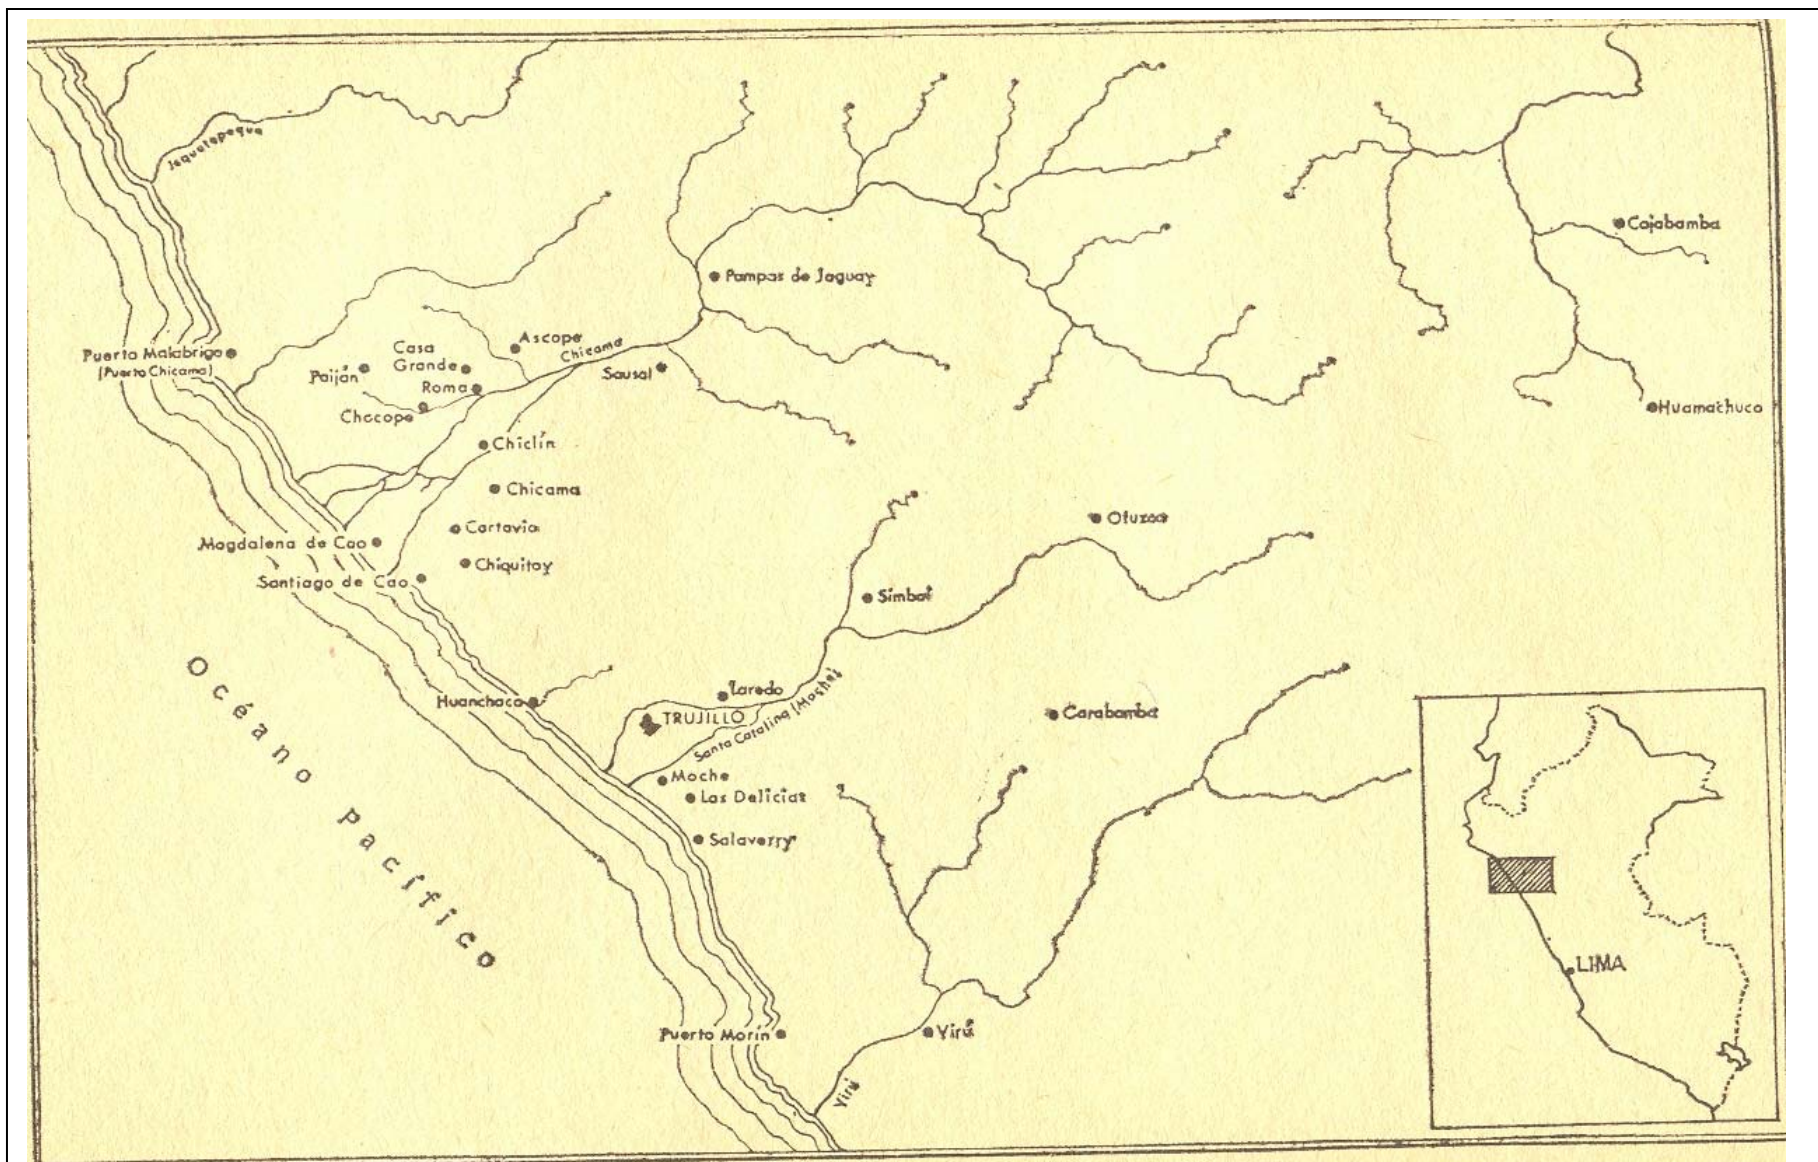 Jequetepeque
Cajabamba
Pampas de Jaguay
Puerto Malabrigo
(Puerto Chicama)
Casa
Grande
Ascope
Chicama
Paiján
Roma
Sausal
Chocope
Huamachuco
Chiclín
Chicama
Otuzco
Cartavio
Magdalena de Cao
Chiquitoy
Santiago de Cao
Simbal
Océano pacífico
Huanchaco
Laredo
TRUJILLO
Santa Catalina (Moche)
Carabamba
Moche
Las Delicias
Salaverry
LIMA
Puerto Morín
Virú
Virú